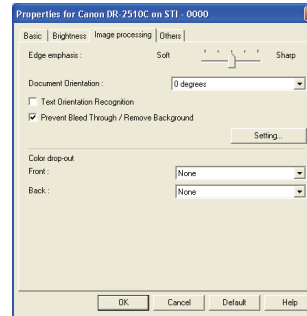 Properties for Canon DR-2510C on STI - 0000
Basic Brightness Image processing Others
Edge emphasis : Soft Sharp
Document Orientation : 0 degrees
Text Orientation Recognition
Prevent Bleed Through / Remove Background
Setting...
Color drop-out
Front : None
Back : None
OK Cancel Default Help